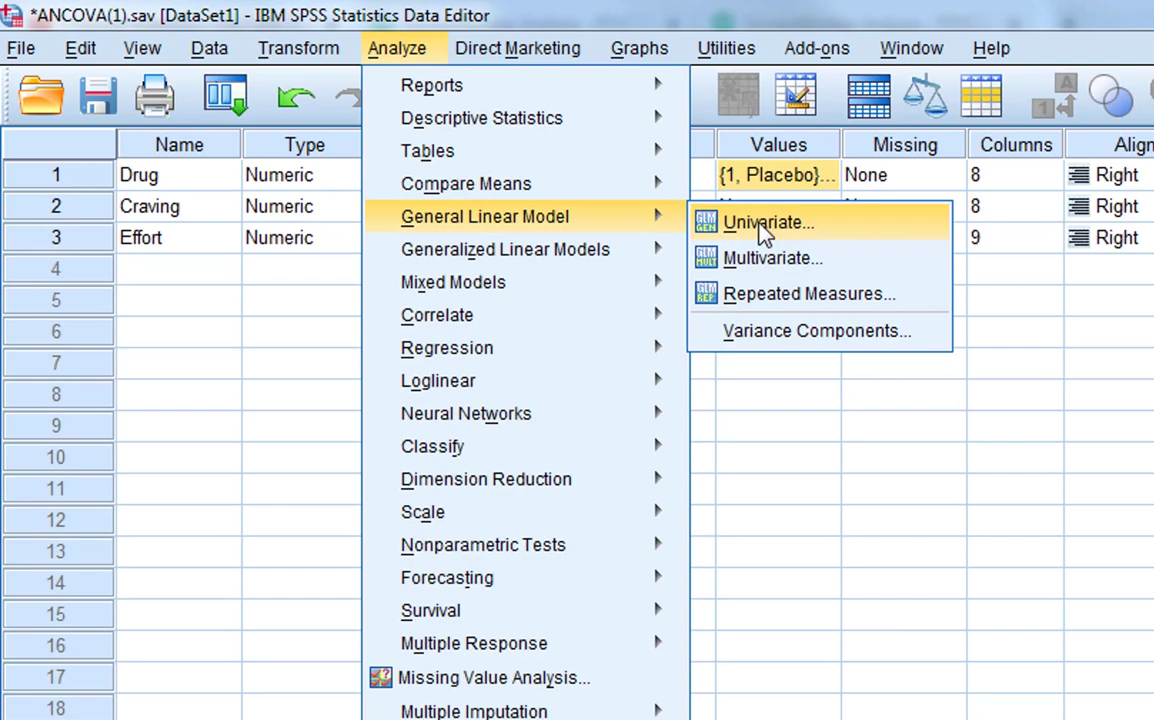 *ANCOVA(1).sav [DataSet1] - IBM SPSS Statistics Data Editor
File Edit View Data Transform Analyze Direct Marketing Graphs Utilities Add-ons Window Help
Reports
Descriptive Statistics
Tables
Compare Means
General Linear Model
Generalized Linear Models
Mixed Models
Correlate
Regression
Loglinear
Neural Networks
Classify
Dimension Reduction
Scale
Nonparametric Tests
Forecasting
Survival
Multiple Response
Missing Value Analysis...
Multiple Imputation
Univariate...
Multivariate...
Repeated Measures...
Variance Components...
Name Type Values Missing Columns Align
1 Drug Numeric {1, Placebo}... None 8 Right
2 Craving Numeric 8 Right
3 Effort Numeric 9 Right
4
5
6
7
8
9
10
11
12
13
14
15
16
17
18